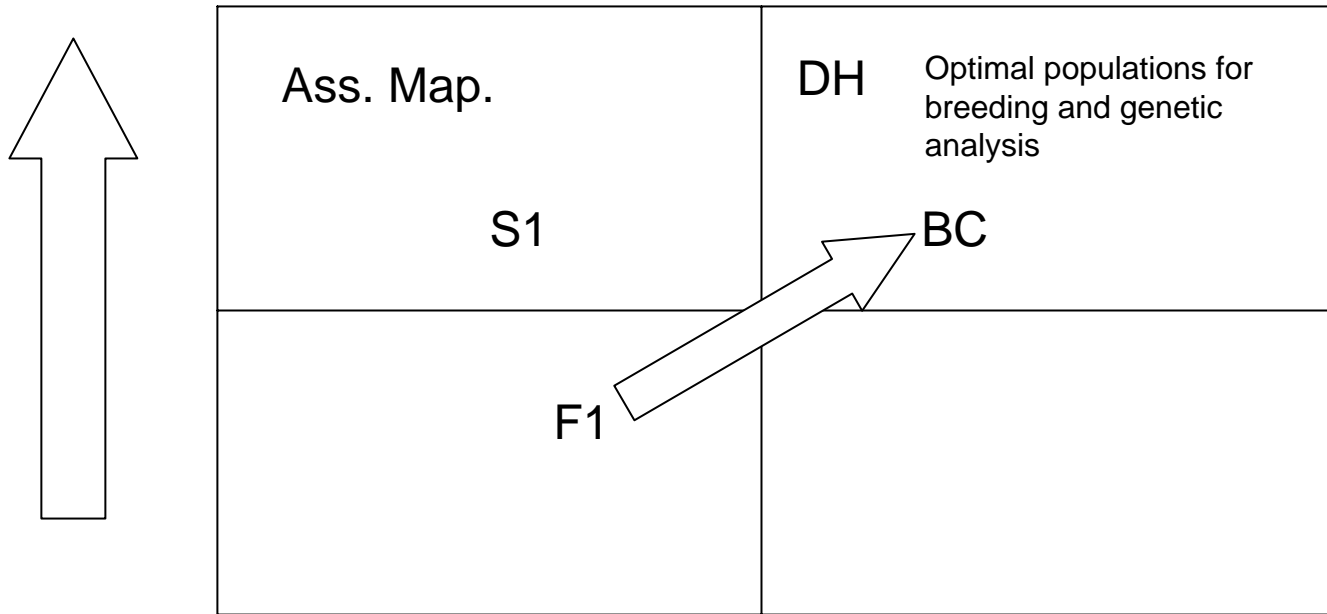 Ass. Map.
DH
Optimal populations for
breeding and genetic
analysis
S1
BC
F1